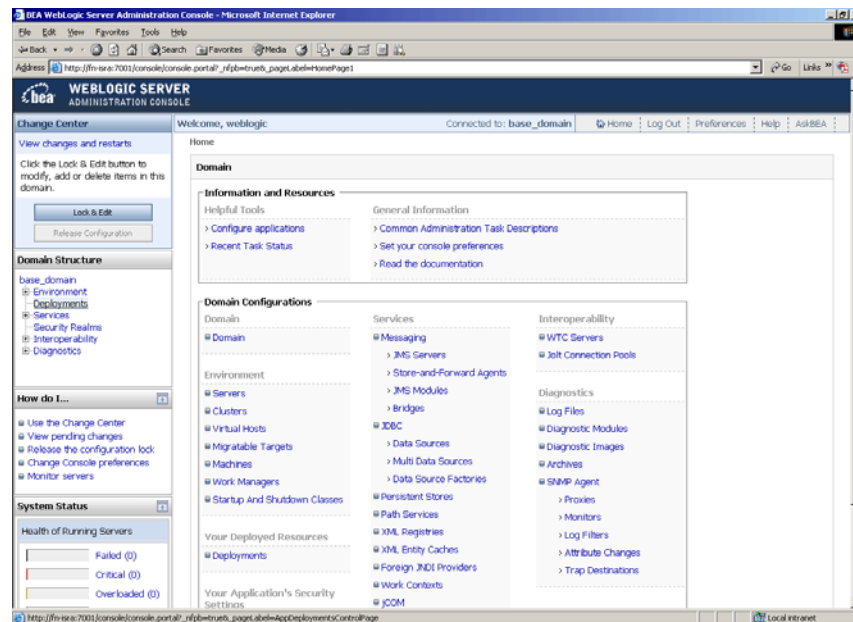 BEA WebLogic Server Administration Console - Microsoft Internet Explorer
File Edit View Favorites Tools Help
Back Search Favorites Media
Address http://fn-isra:7001/console/console.portal?_nfpb=true&_pageLabel=HomePage1 Go Links »
bea WEBLOGIC SERVER
ADMINISTRATION CONSOLE
Change Center
View changes and restarts
Click the Lock & Edit button to
modify, add or delete items in this
domain.
Lock & Edit
Release Configuration
Domain Structure
base_domain
Environment
Deployments
Services
Security Realms
Interoperability
Diagnostics
How do I...
Use the Change Center
View pending changes
Release the configuration lock
Change Console preferences
Monitor servers
System Status
Health of Running Servers
Failed (0)
Critical (0)
Overloaded (0)
Welcome, weblogic Connected to: base_domain Home Log Out Preferences Help AskBEA
Home
Domain
Information and Resources
Helpful Tools
› Configure applications
› Recent Task Status
General Information
› Common Administration Task Descriptions
› Set your console preferences
› Read the documentation
Domain Configurations
Domain
Domain
Environment
Servers
Clusters
Virtual Hosts
Migratable Targets
Machines
Work Managers
Startup And Shutdown Classes
Your Deployed Resources
Deployments
Your Application's Security
Settings
Services
Messaging
› JMS Servers
› Store-and-Forward Agents
› JMS Modules
› Bridges
JDBC
› Data Sources
› Multi Data Sources
› Data Source Factories
Persistent Stores
Path Services
XML Registries
XML Entity Caches
Foreign JNDI Providers
Work Contexts
jCOM
Interoperability
WTC Servers
Jolt Connection Pools
Diagnostics
Log Files
Diagnostic Modules
Diagnostic Images
Archives
SNMP Agent
› Proxies
› Monitors
› Log Filters
› Attribute Changes
› Trap Destinations
http://fn-isra:7001/console/console.portal?_nfpb=true&_pageLabel=AppDeploymentsControlPage Local intranet